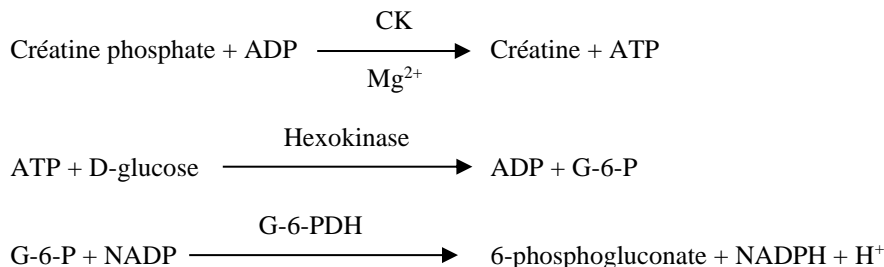 CK
Créatine phosphate + ADP Créatine + ATP
Mg²⁺
Hexokinase
ATP + D-glucose ADP + G-6-P
G-6-PDH
G-6-P + NADP 6-phosphogluconate + NADPH + H⁺